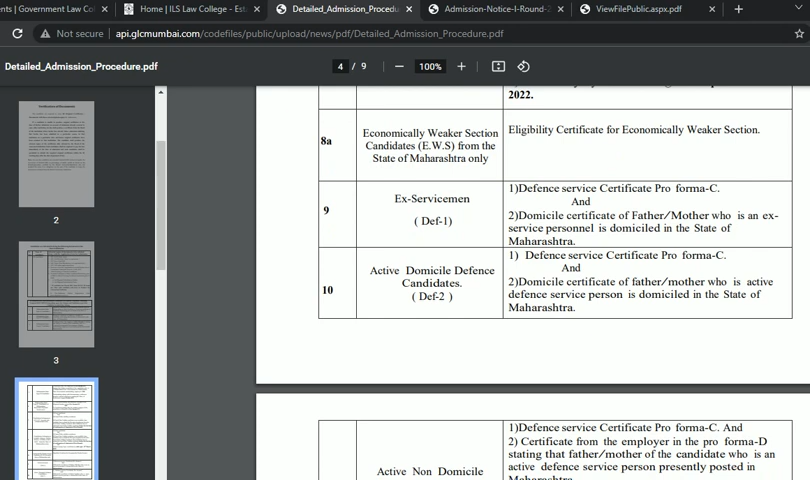 nts | Government Law Co
Home | ILS Law College - Est
Detailed_Admission_Procedu
Admission-Notice-I-Round-2
ViewFilePublic.aspx.pdf
Not secure | api.glcmumbai.com/codefiles/public/upload/news/pdf/Detailed_Admission_Procedure.pdf
Detailed_Admission_Procedure.pdf
4 / 9
100%
2
3
2022.
8a
Economically Weaker Section
Candidates (E.W.S) from the
State of Maharashtra only
Eligibility Certificate for Economically Weaker Section.
9
Ex-Servicemen
( Def-1)
1)Defence service Certificate Pro forma-C.
And
2)Domicile certificate of Father/Mother who is an ex-
service personnel is domiciled in the State of
Maharashtra.
10
Active Domicile Defence
Candidates.
( Def-2 )
1) Defence service Certificate Pro forma-C.
And
2)Domicile certificate of father/mother who is active
defence service person is domiciled in the State of
Maharashtra.
Active Non Domicile
1)Defence service Certificate Pro forma-C. And
2) Certificate from the employer in the pro forma-D
stating that father/mother of the candidate who is an
active defence service person presently posted in
Maharashtra